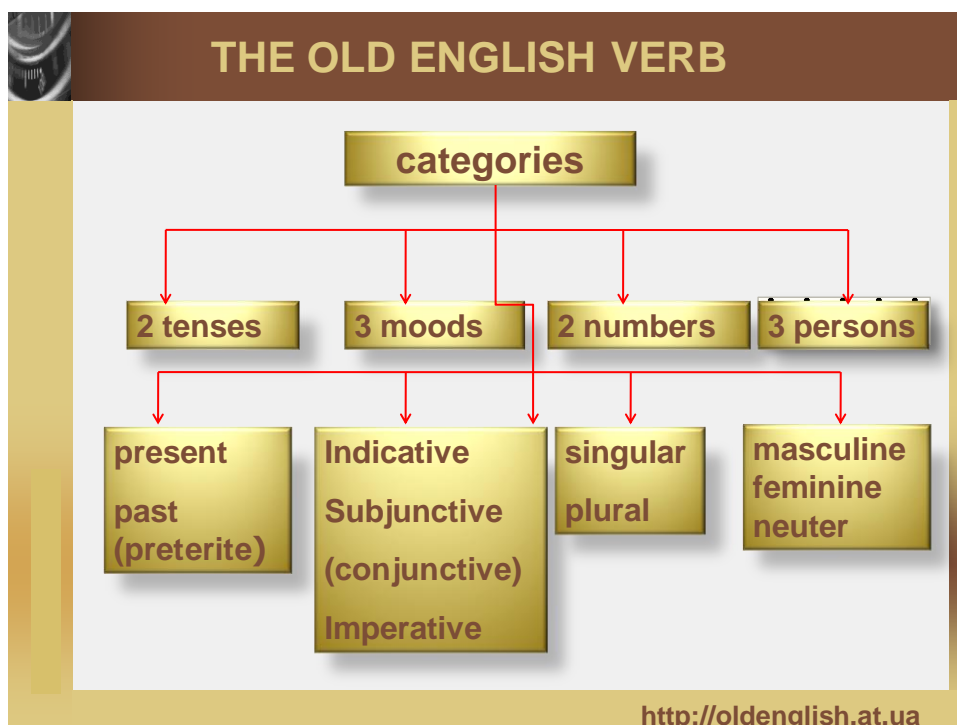 THE OLD ENGLISH VERB
categories
2 tenses
3 moods
2 numbers
3 persons
present
past
(preterite)
Indicative
Subjunctive
(conjunctive)
Imperative
singular
plural
masculine
feminine
neuter
http://oldenglish.at.ua